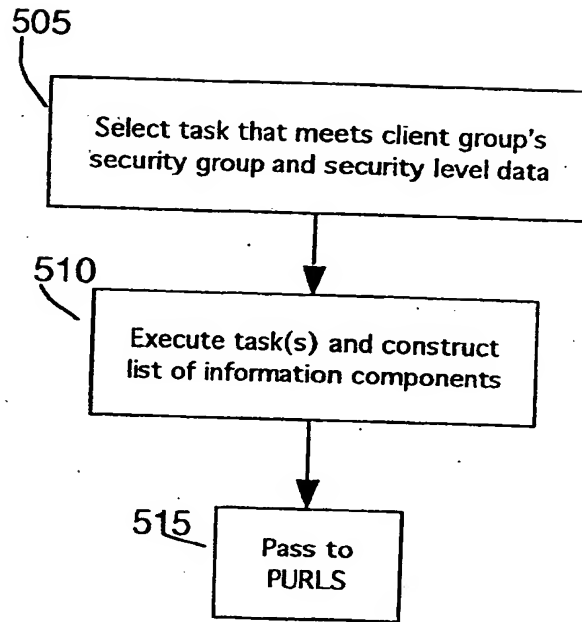 505
Select task that meets client group's
security group and security level data
510
Execute task(s) and construct
list of information components
515
Pass to
PURLS